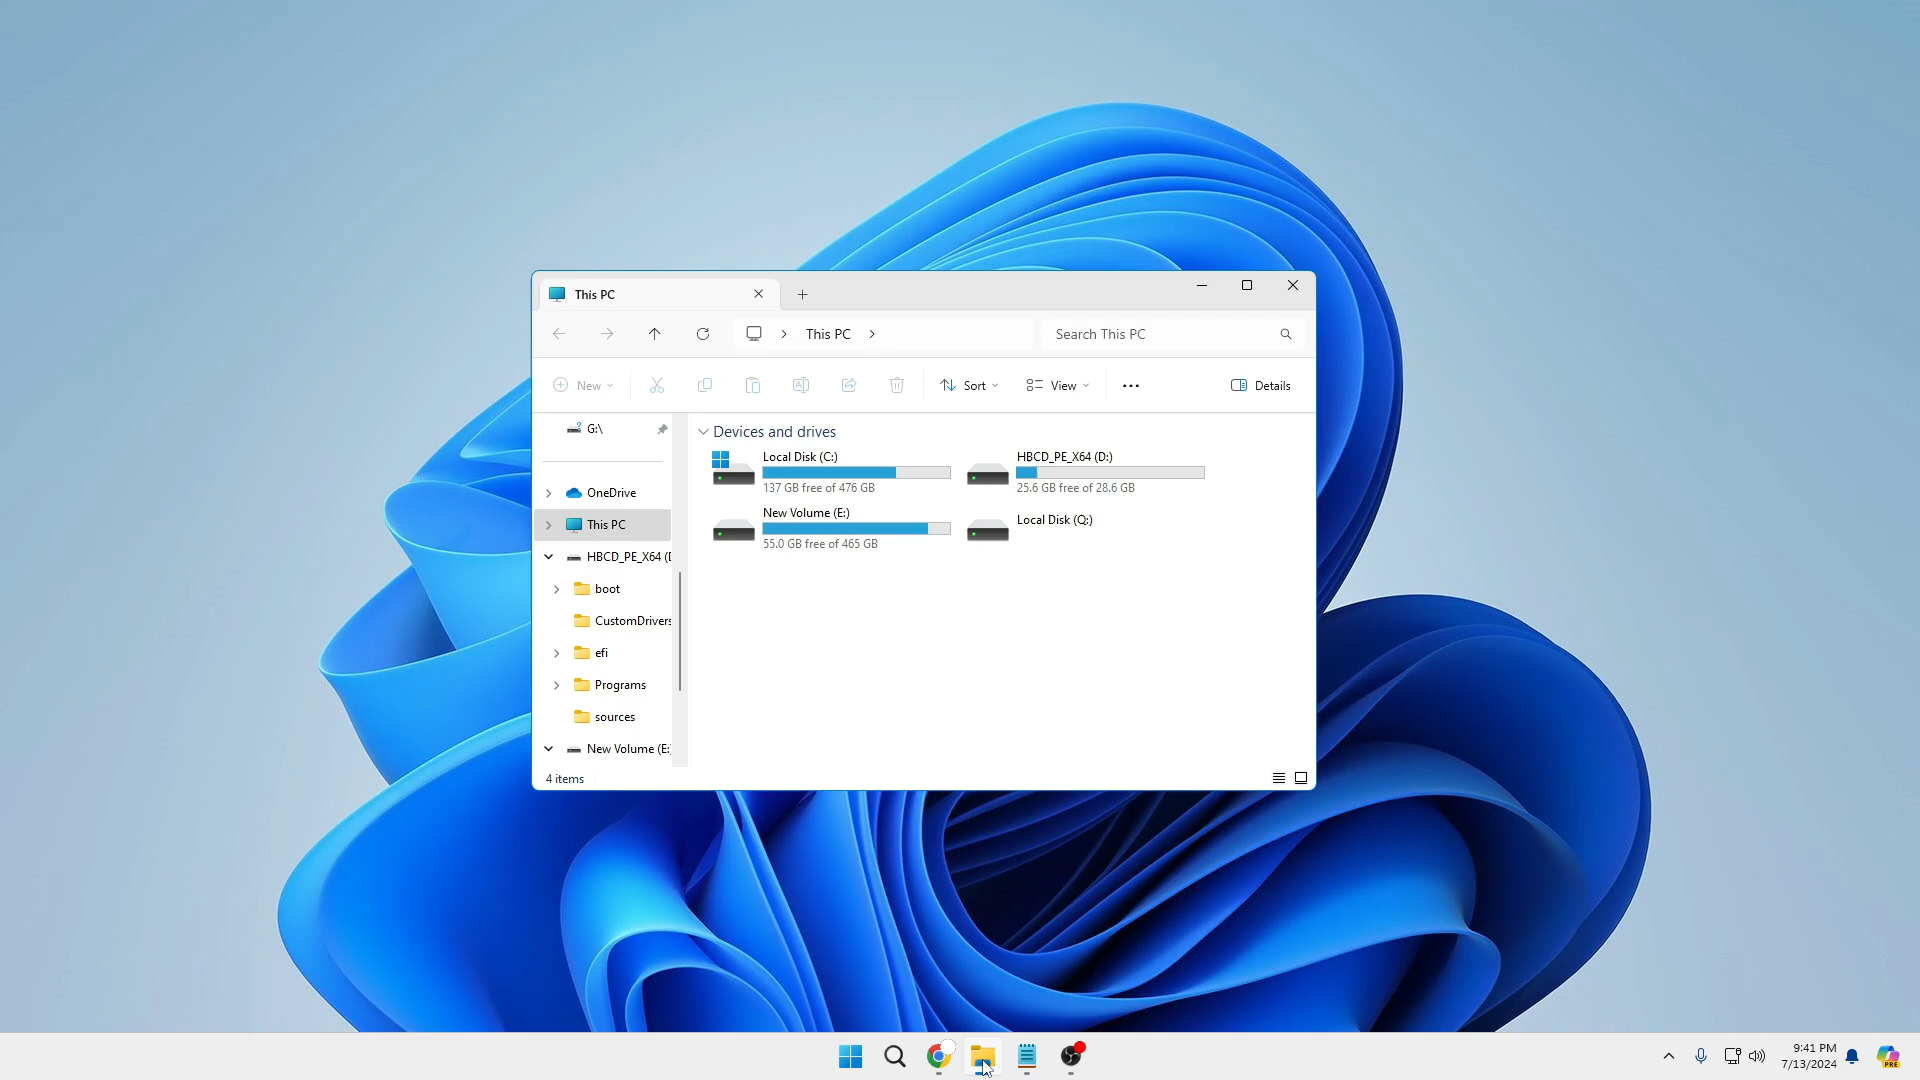 This PC
This PC
Search This PC
New
Sort
View
Details
G:\
OneDrive
This PC
HBCD_PE_X64 (
boot
CustomDrivers
efi
Programs
sources
New Volume (E:
Devices and drives
Local Disk (C:)
137 GB free of 476 GB
HBCD_PE_X64 (D:)
25.6 GB free of 28.6 GB
New Volume (E:)
55.0 GB free of 465 GB
Local Disk (Q:)
4 items
9:41 PM
7/13/2024
PRE